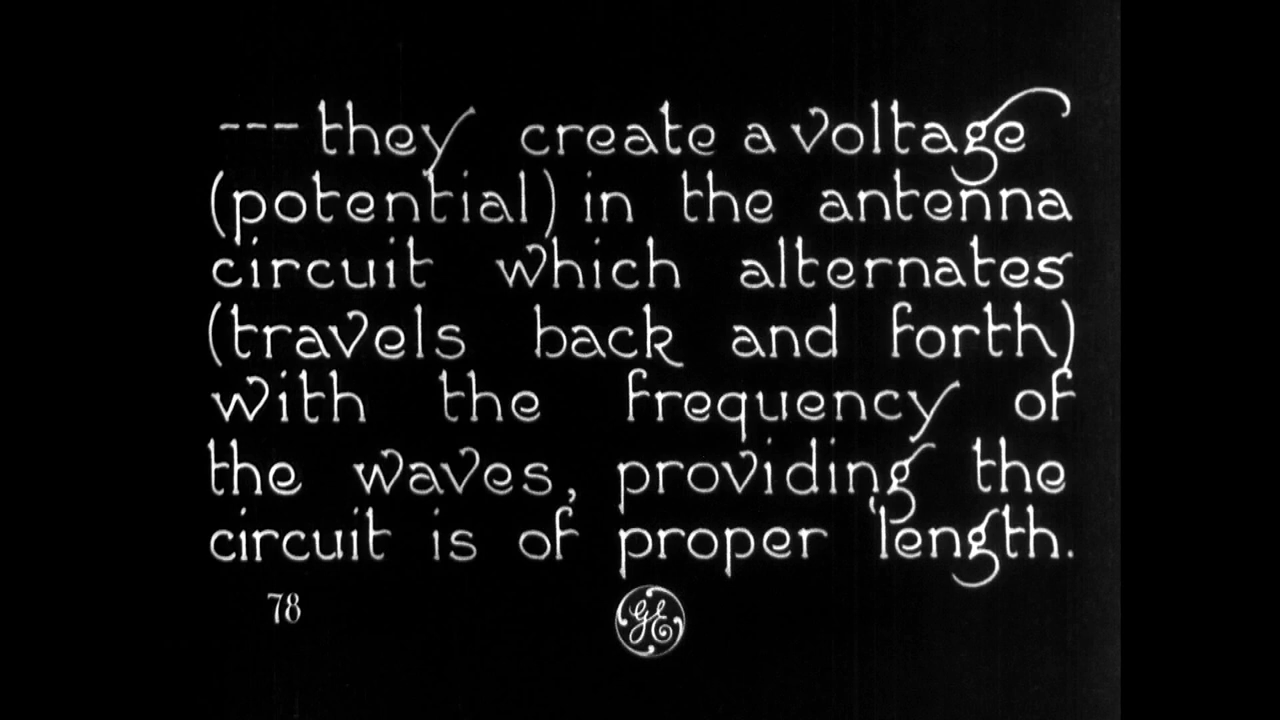 --- they create a voltage
(potential) in the antenna
circuit which alternates
(travels back and forth)
with the frequency of
the waves, providing the
circuit is of proper length.
78
GE